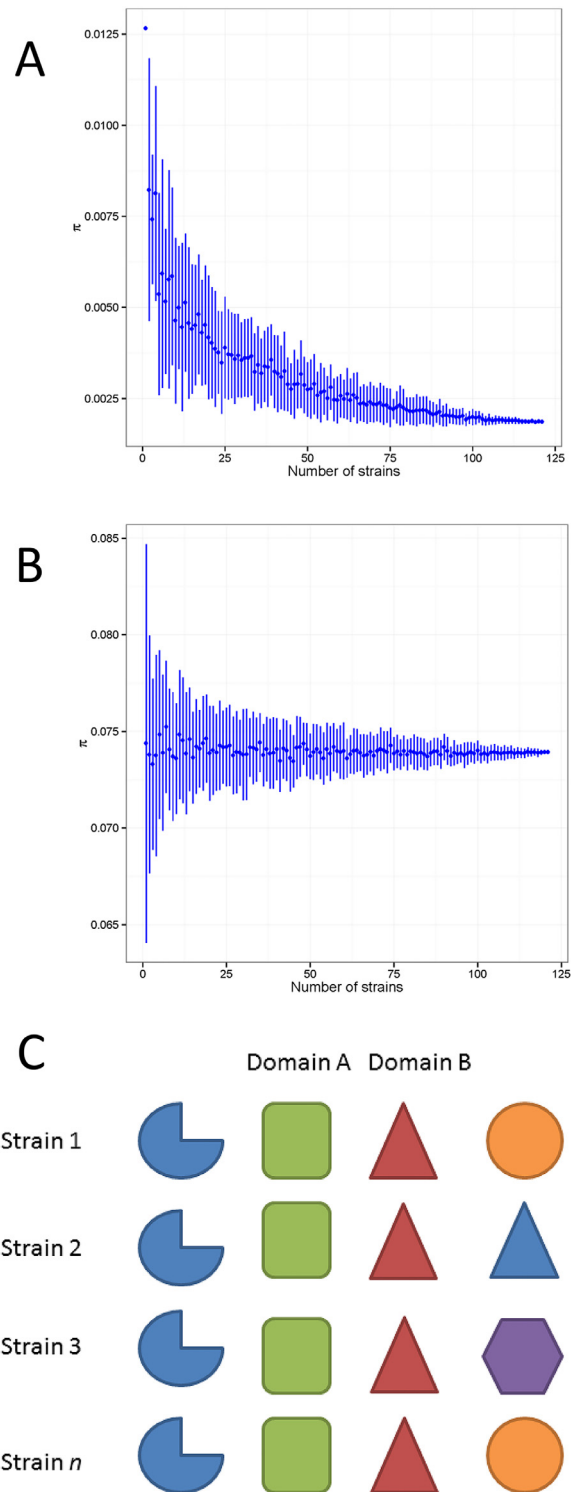 A
0.0125
0.0100
0.0075
π
0.0050
0.0025
0 25 50 75 100 125
Number of strains
B
0.085
0.080
0.075
π
0.070
0.065
0 25 50 75 100 125
Number of strains
C
Domain A Domain B
Strain 1
Strain 2
Strain 3
Strain n